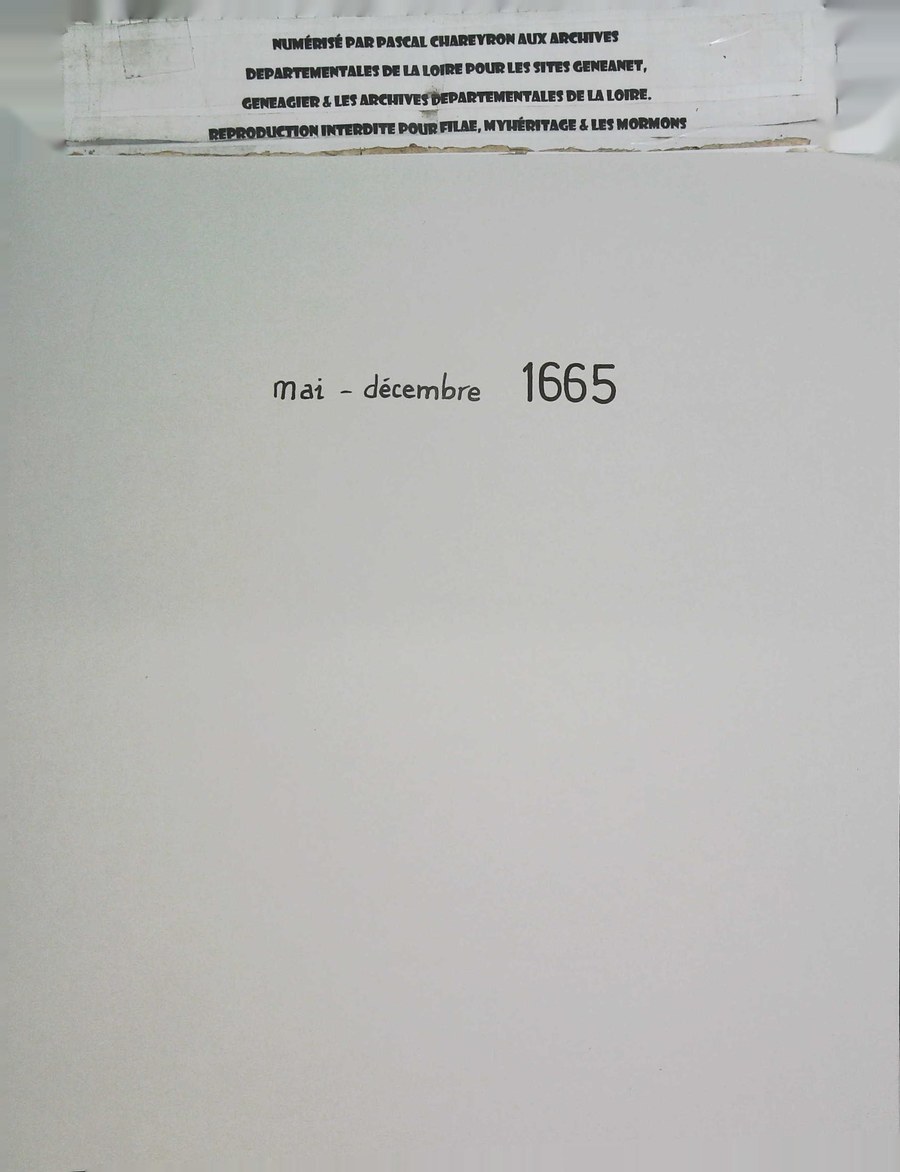 NUMÉRISÉ PAR PASCAL CHAREYRON AUX ARCHIVES
DEPARTEMENTALES DE LA LOIRE POUR LES SITES GENEANET,
GENEAGIER & LES ARCHIVES DEPARTEMENTALES DE LA LOIRE.
REPRODUCTION INTERDITE POUR FILAE, MYHÉRITAGE & LES MORMONS
mai - décembre 1665